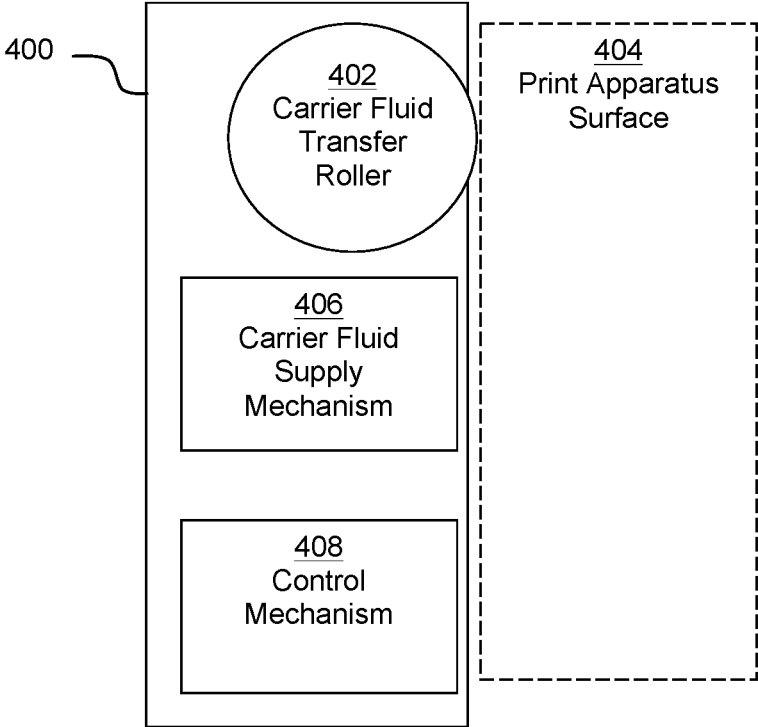 400
402
Carrier Fluid
Transfer
Roller
404
Print Apparatus
Surface
406
Carrier Fluid
Supply
Mechanism
408
Control
Mechanism